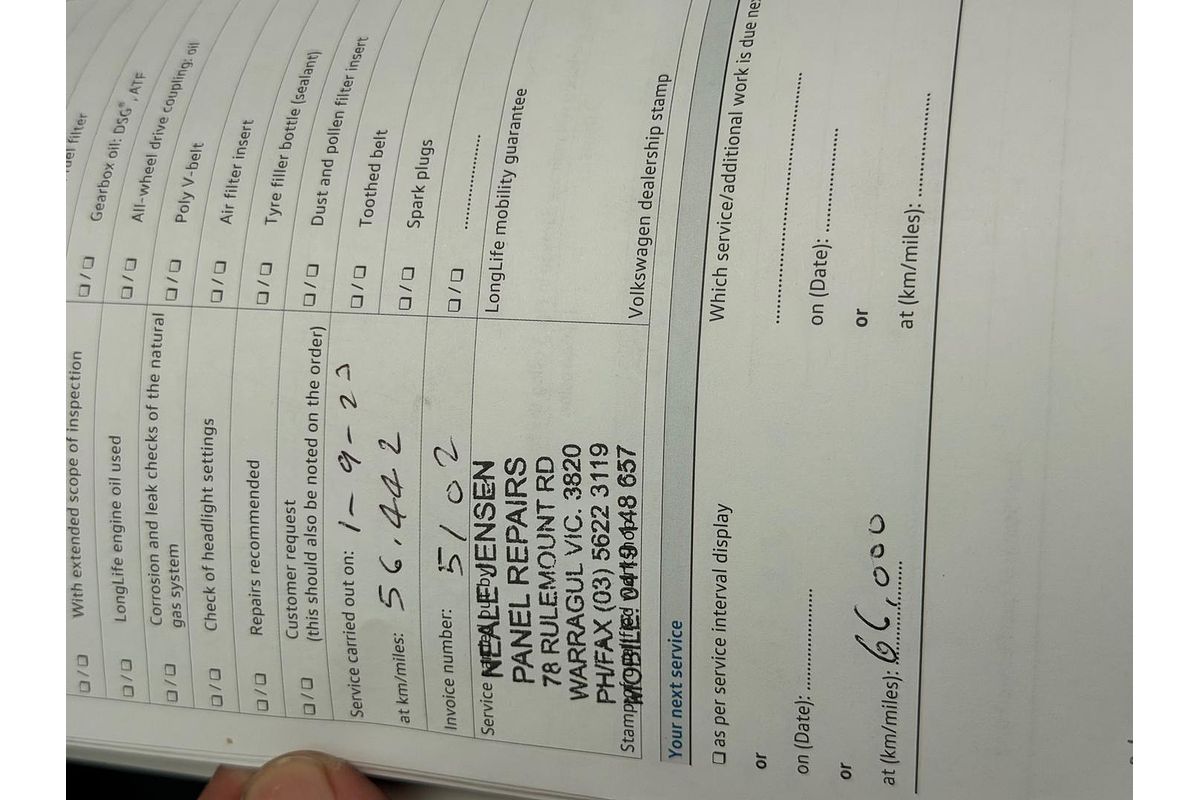 ☐ / ☐ With extended scope of inspection
☐ / ☐ LongLife engine oil used
☐ / ☐ Corrosion and leak checks of the natural
gas system
☐ / ☐ Check of headlight settings
☐ / ☐ Repairs recommended
☐ / ☐ Customer request
(this should also be noted on the order)
Service carried out on: 1-9-23
at km/miles: 56,442
Invoice number: 5102
Service
NEALE JENSEN
PANEL REPAIRS
78 RULEMOUNT RD
WARRAGUL VIC. 3820
PH/FAX (03) 5622 3119
MOBILE: 0419 148 657
Stamp
filter
☐ / ☐ Gearbox oil: DSG®, ATF
☐ / ☐ All-wheel drive coupling: oil
☐ / ☐ Poly V-belt
☐ / ☐ Air filter insert
☐ / ☐ Tyre filler bottle (sealant)
☐ / ☐ Dust and pollen filter insert
☐ / ☐ Toothed belt
☐ / ☐ Spark plugs
☐ / ☐ ....................
LongLife mobility guarantee
Volkswagen dealership stamp
Your next service
☐ as per service interval display
or
on (Date): ....................
or
at (km/miles): 66,000
Which service/additional work is due
..................................................
on (Date): ....................
or
at (km/miles): ....................